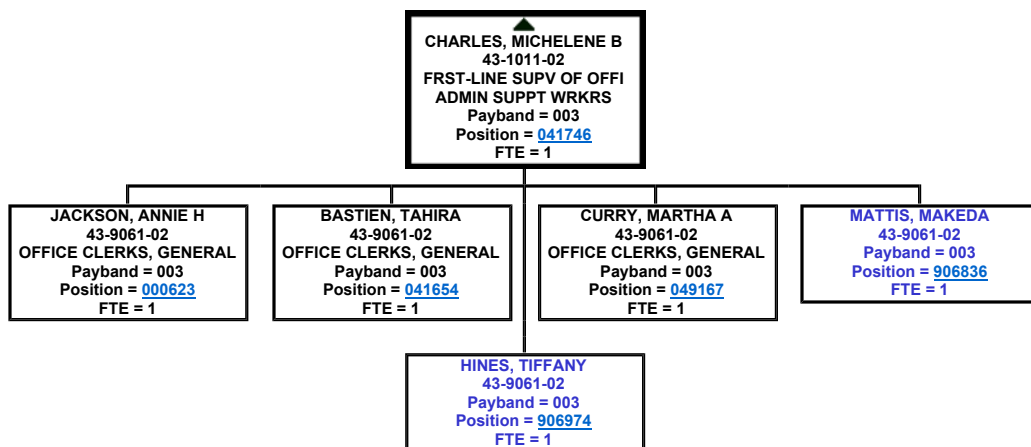 CHARLES, MICHELENE B
43-1011-02
FRST-LINE SUPV OF OFFI
ADMIN SUPPT WRKRS
Payband = 003
Position = 041746
FTE = 1
JACKSON, ANNIE H
43-9061-02
OFFICE CLERKS, GENERAL
Payband = 003
Position = 000623
FTE = 1
BASTIEN, TAHIRA
43-9061-02
OFFICE CLERKS, GENERAL
Payband = 003
Position = 041654
FTE = 1
CURRY, MARTHA A
43-9061-02
OFFICE CLERKS, GENERAL
Payband = 003
Position = 049167
FTE = 1
MATTIS, MAKEDA
43-9061-02
Payband = 003
Position = 906836
FTE = 1
HINES, TIFFANY
43-9061-02
Payband = 003
Position = 906974
FTE = 1